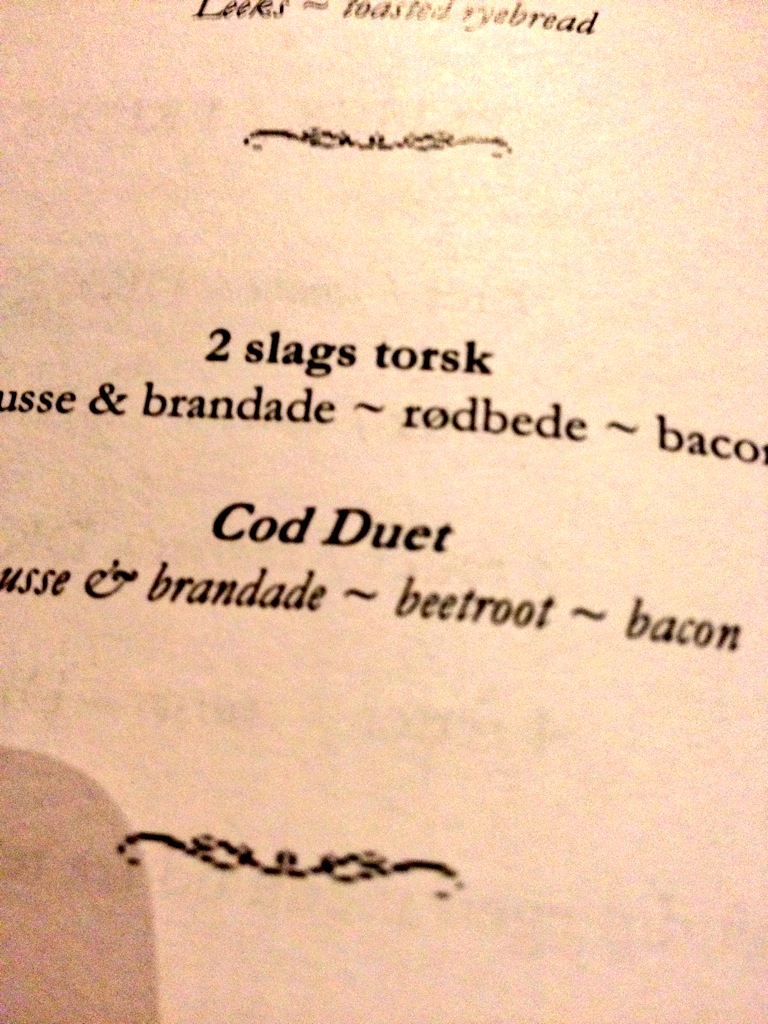 Leeks ~ toasted ryebread
2 slags torsk
usse & brandade ~ rødbede ~ bacon
Cod Duet
usse & brandade ~ beetroot ~ bacon